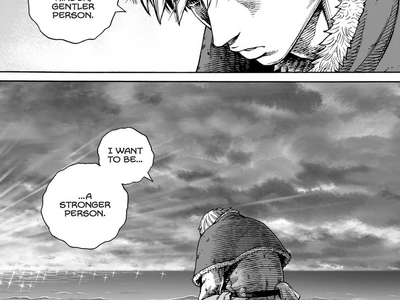 GENTLER
PERSON.
I WANT
TO BE...
...A
STRONGER
PERSON.